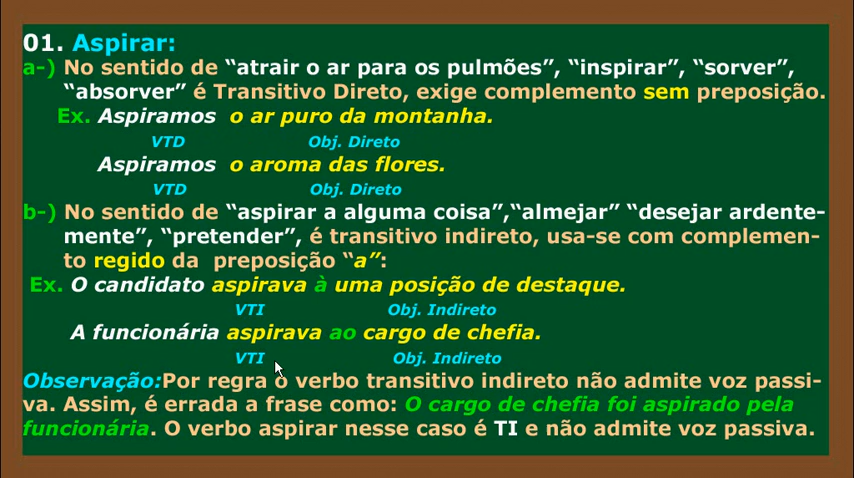 01. Aspirar:
a-) No sentido de “atrair o ar para os pulmões”, “inspirar”, “sorver”,
“absorver” é Transitivo Direto, exige complemento sem preposição.
Ex. Aspiramos o ar puro da montanha.
VTD Obj. Direto
Aspiramos o aroma das flores.
VTD Obj. Direto
b-) No sentido de “aspirar a alguma coisa”,“almejar” “desejar ardente-
mente”, “pretender”, é transitivo indireto, usa-se com complemen-
to regido da preposição “a”:
Ex. O candidato aspirava à uma posição de destaque.
VTI Obj. Indireto
A funcionária aspirava ao cargo de chefia.
VTI Obj. Indireto
Observação:Por regra o verbo transitivo indireto não admite voz passi-
va. Assim, é errada a frase como: O cargo de chefia foi aspirado pela
funcionária. O verbo aspirar nesse caso é TI e não admite voz passiva.